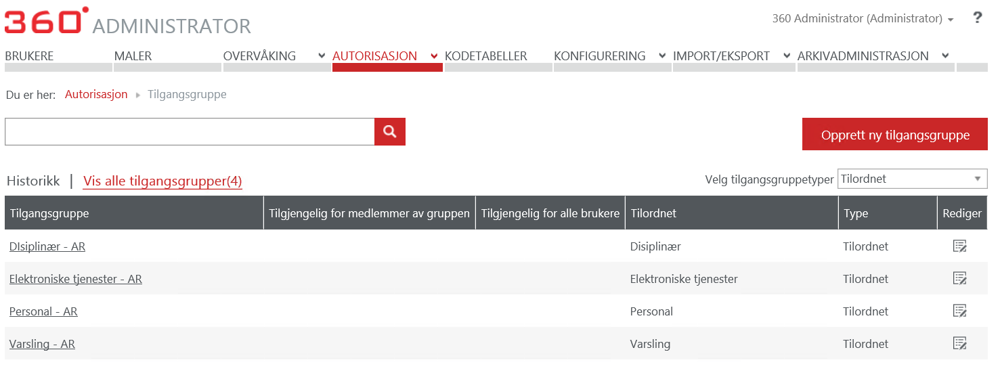 360° ADMINISTRATOR
360 Administrator (Administrator) ?
BRUKERE MALER OVERVÅKING AUTORISASJON KODETABELLER KONFIGURERING IMPORT/EKSPORT ARKIVADMINISTRASJON
Du er her: Autorisasjon Tilgangsgruppe
Opprett ny tilgangsgruppe
Historikk | Vis alle tilgangsgrupper(4)
Velg tilgangsgruppetyper Tilordnet
Tilgangsgruppe Tilgjengelig for medlemmer av gruppen Tilgjengelig for alle brukere Tilordnet Type Rediger
DIsiplinær - AR Disiplinær Tilordnet
Elektroniske tjenester - AR Elektroniske tjenester Tilordnet
Personal - AR Personal Tilordnet
Varsling - AR Varsling Tilordnet